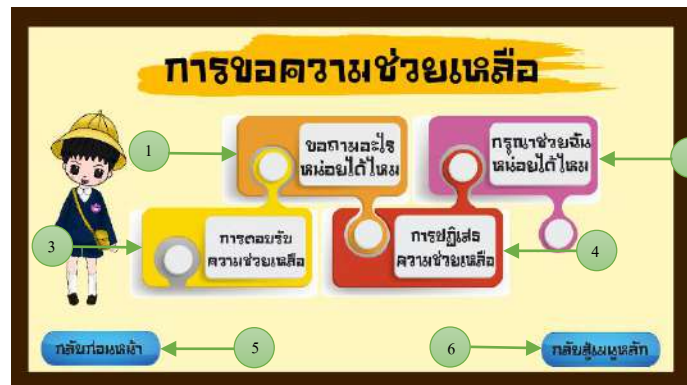 การขอความช่วยเหลือ
1
ขอถามอะไร
หน่อยได้ไหม
กรุณาช่วยฉัน
หน่อยได้ไหม
3
การตอบรับ
ความช่วยเหลือ
การปฏิเสธ
ความช่วยเหลือ
4
กลับก่อนหน้า
5
6
กลับสู่เมนูหลัก